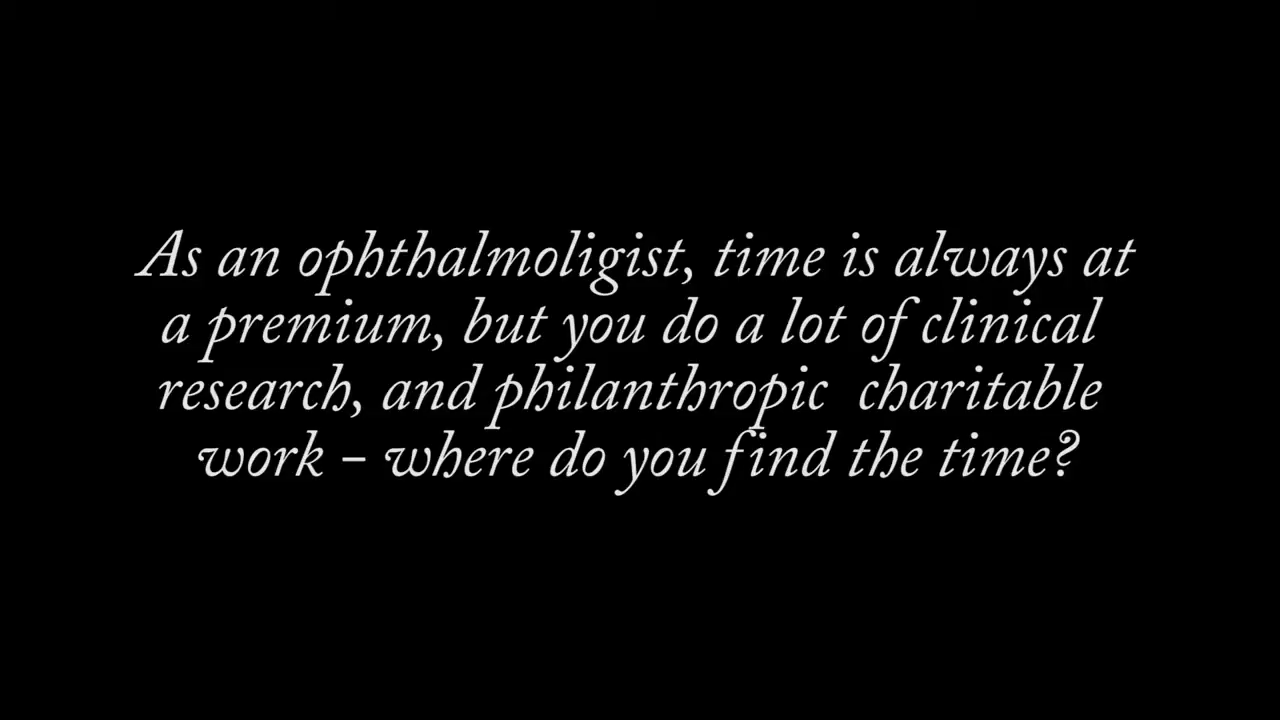 As an ophthalmoligist, time is always at
a premium, but you do a lot of clinical
research, and philanthropic  charitable
work – where do you find the time?